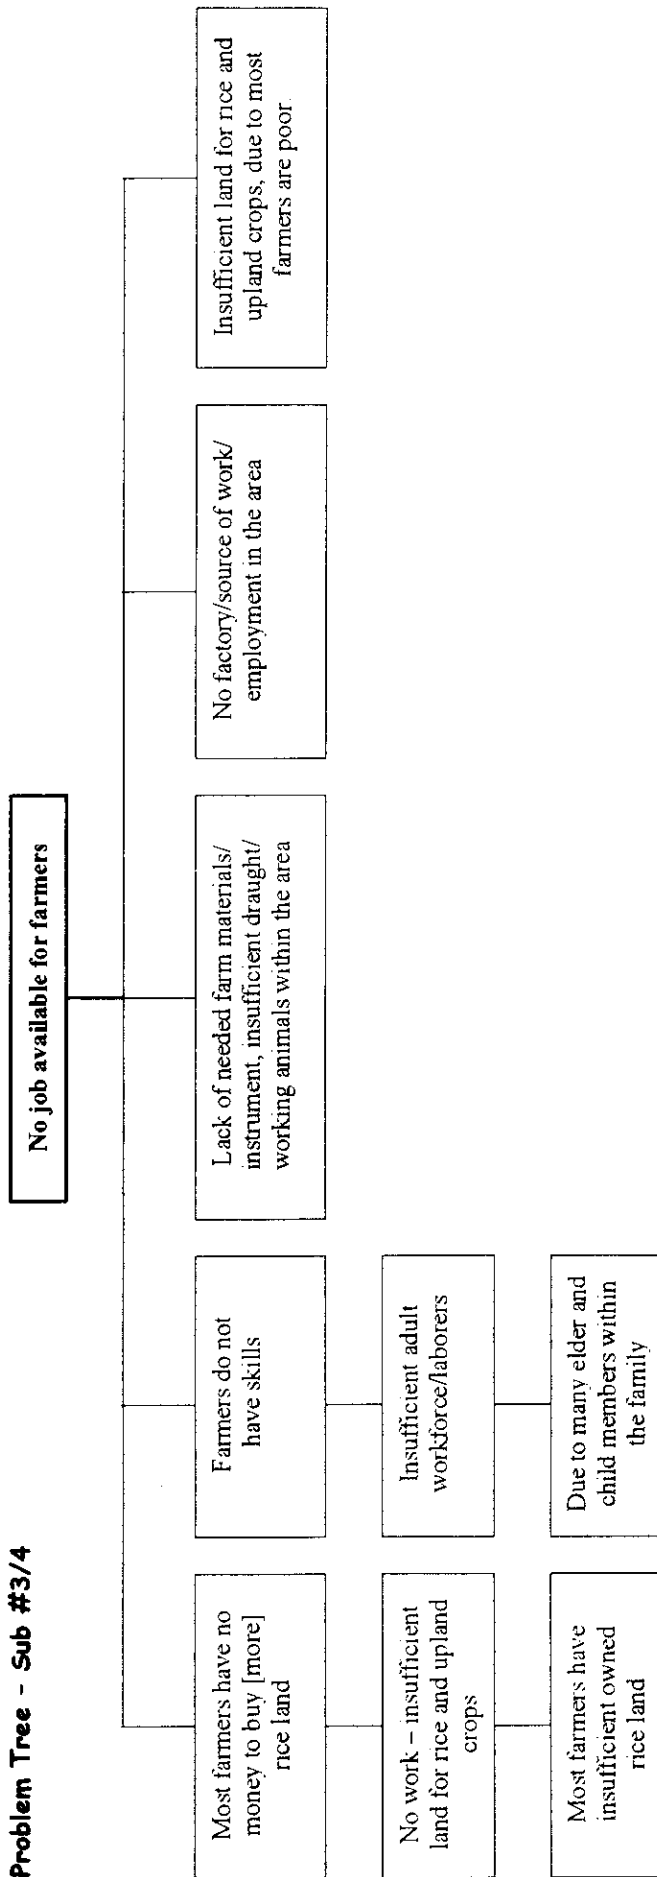 Problem Tree - Sub #3/4
No job available for farmers
Most farmers have no
money to buy [more]
rice land
Farmers do not
have skills
Lack of needed farm materials/
instrument, insufficient draught/
working animals within the area
No factory/source of work/
employment in the area
Insufficient land for rice and
upland crops, due to most
farmers are poor.
No work – insufficient
land for rice and upland
crops
Insufficient adult
workforce/laborers
Most farmers have
insufficient owned
rice land
Due to many elder and
child members within
the family